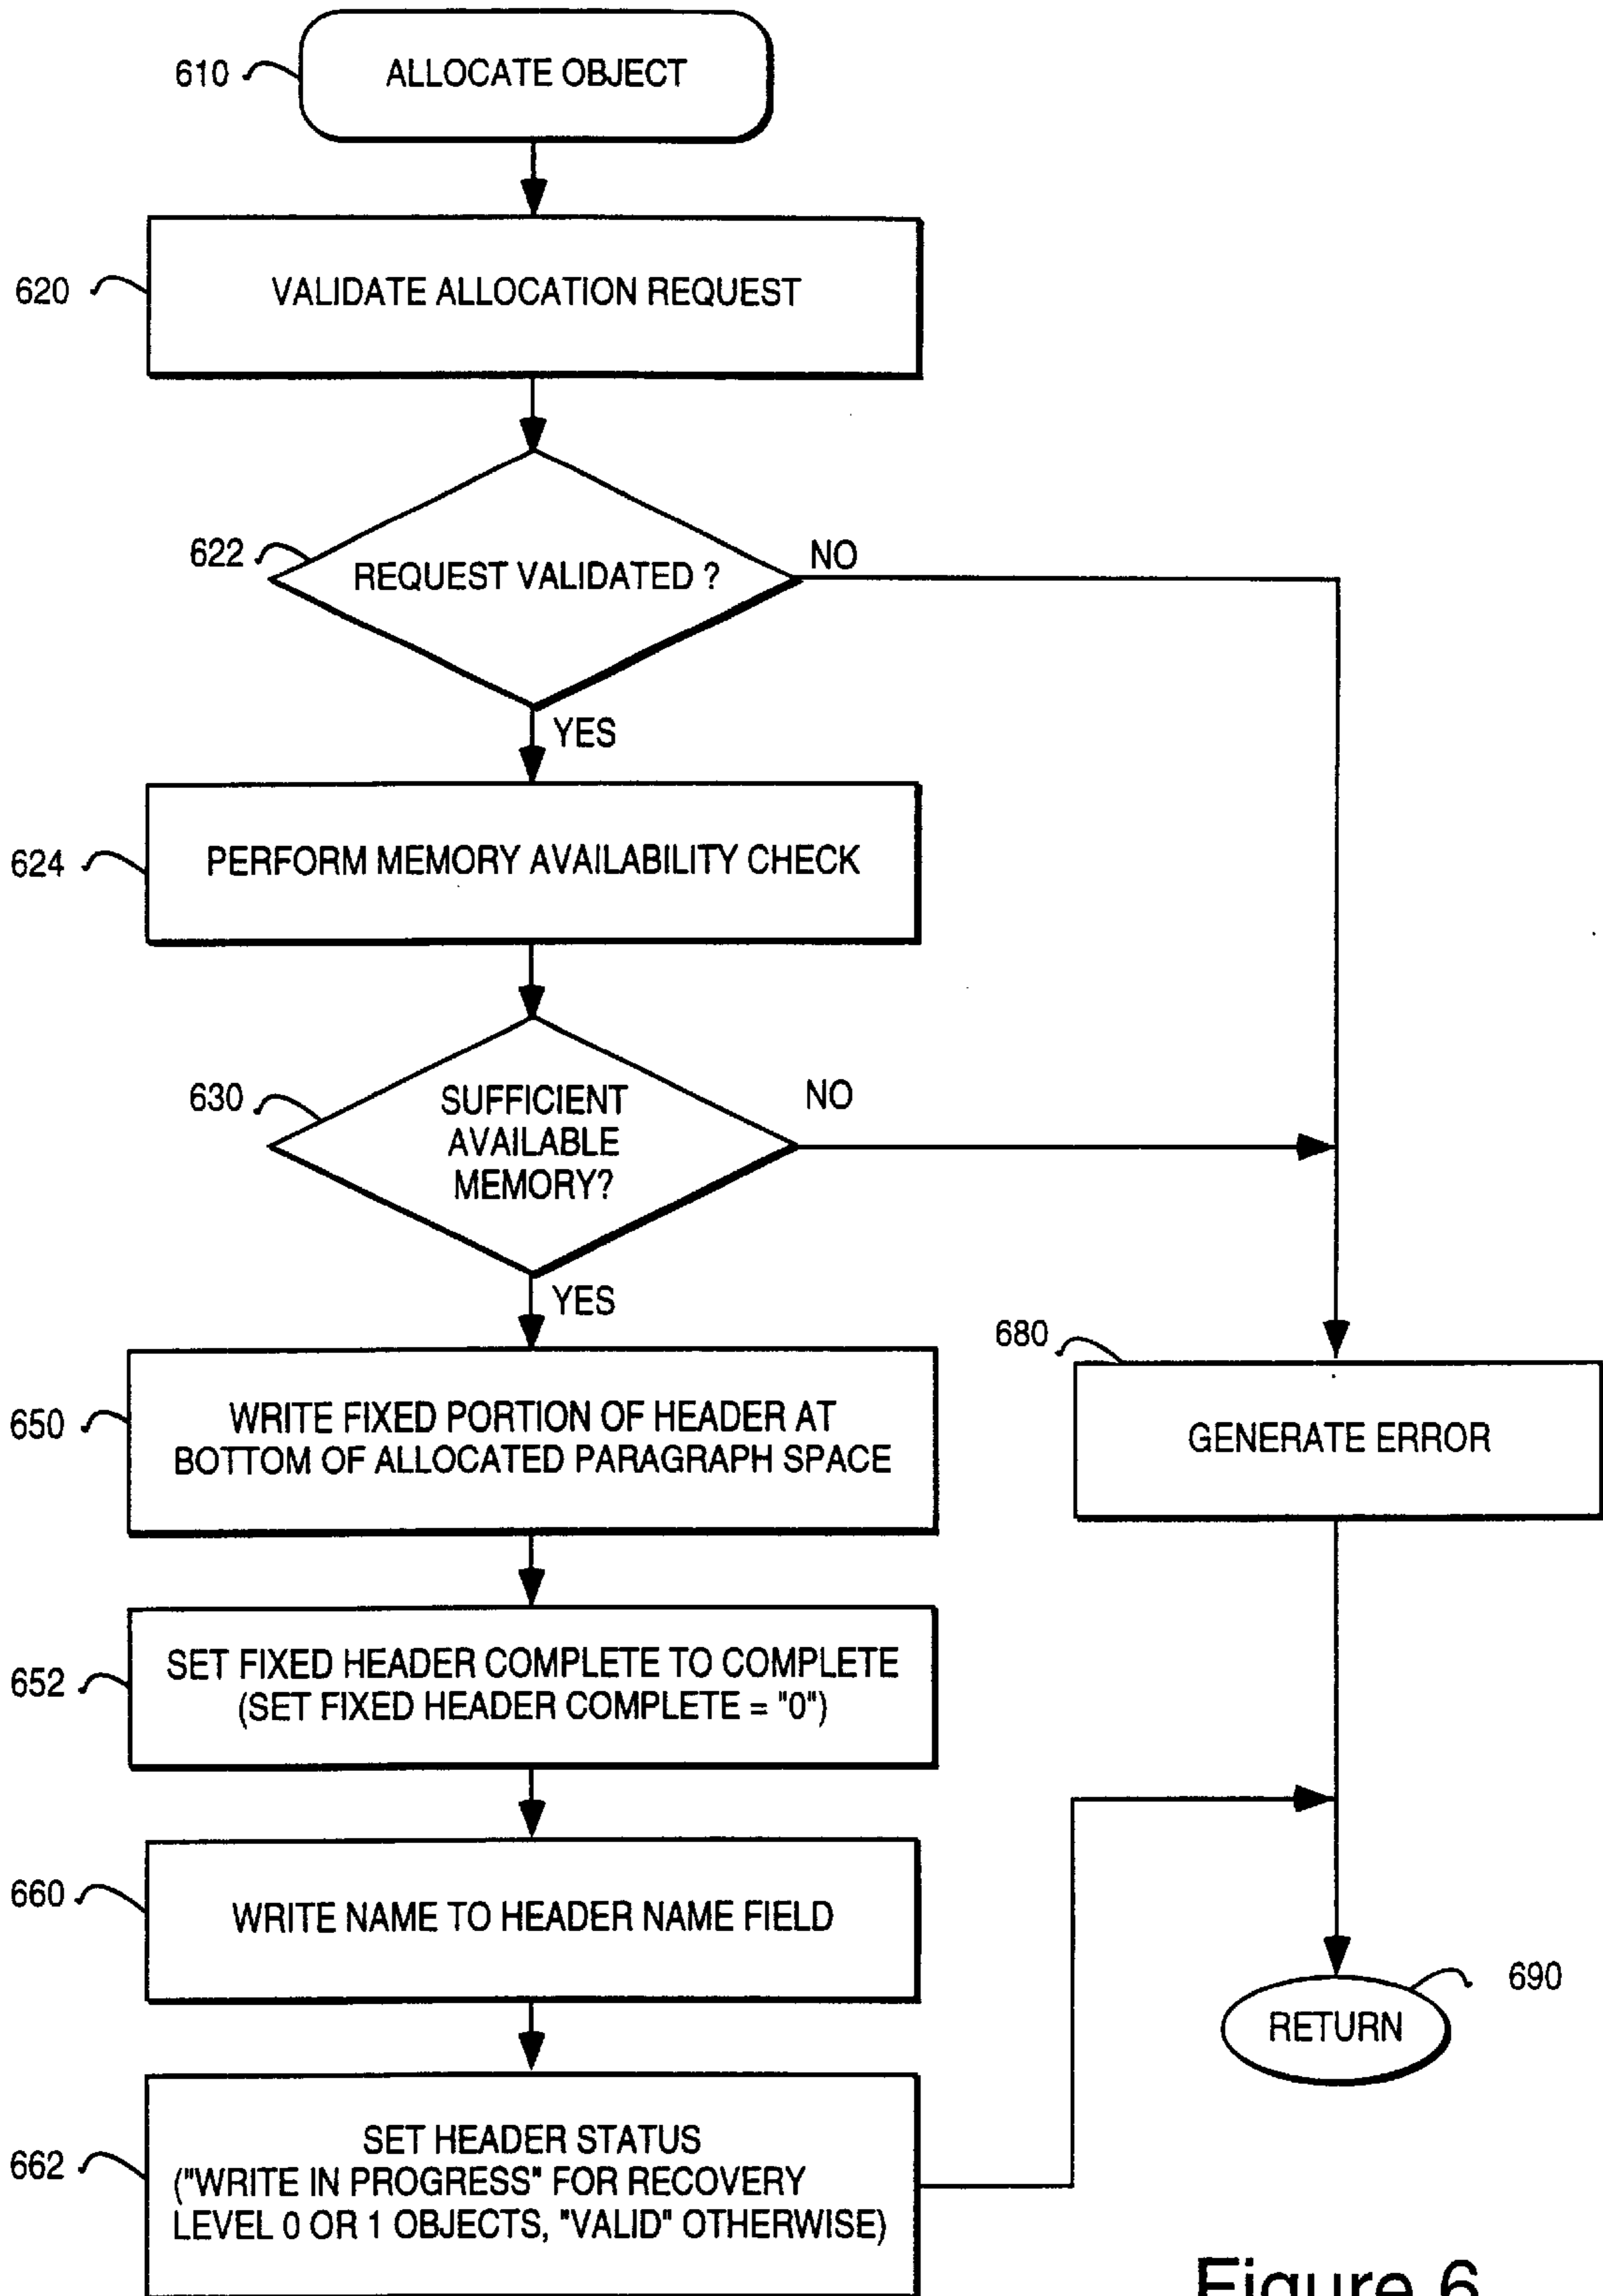 610
ALLOCATE OBJECT
620
VALIDATE ALLOCATION REQUEST
622
REQUEST VALIDATED ?
NO
YES
624
PERFORM MEMORY AVAILABILITY CHECK
630
SUFFICIENT
AVAILABLE
MEMORY?
NO
YES
650
WRITE FIXED PORTION OF HEADER AT
BOTTOM OF ALLOCATED PARAGRAPH SPACE
680
GENERATE ERROR
652
SET FIXED HEADER COMPLETE TO COMPLETE
(SET FIXED HEADER COMPLETE = "0")
660
WRITE NAME TO HEADER NAME FIELD
690
RETURN
662
SET HEADER STATUS
("WRITE IN PROGRESS" FOR RECOVERY
LEVEL 0 OR 1 OBJECTS, "VALID" OTHERWISE)
Figure 6